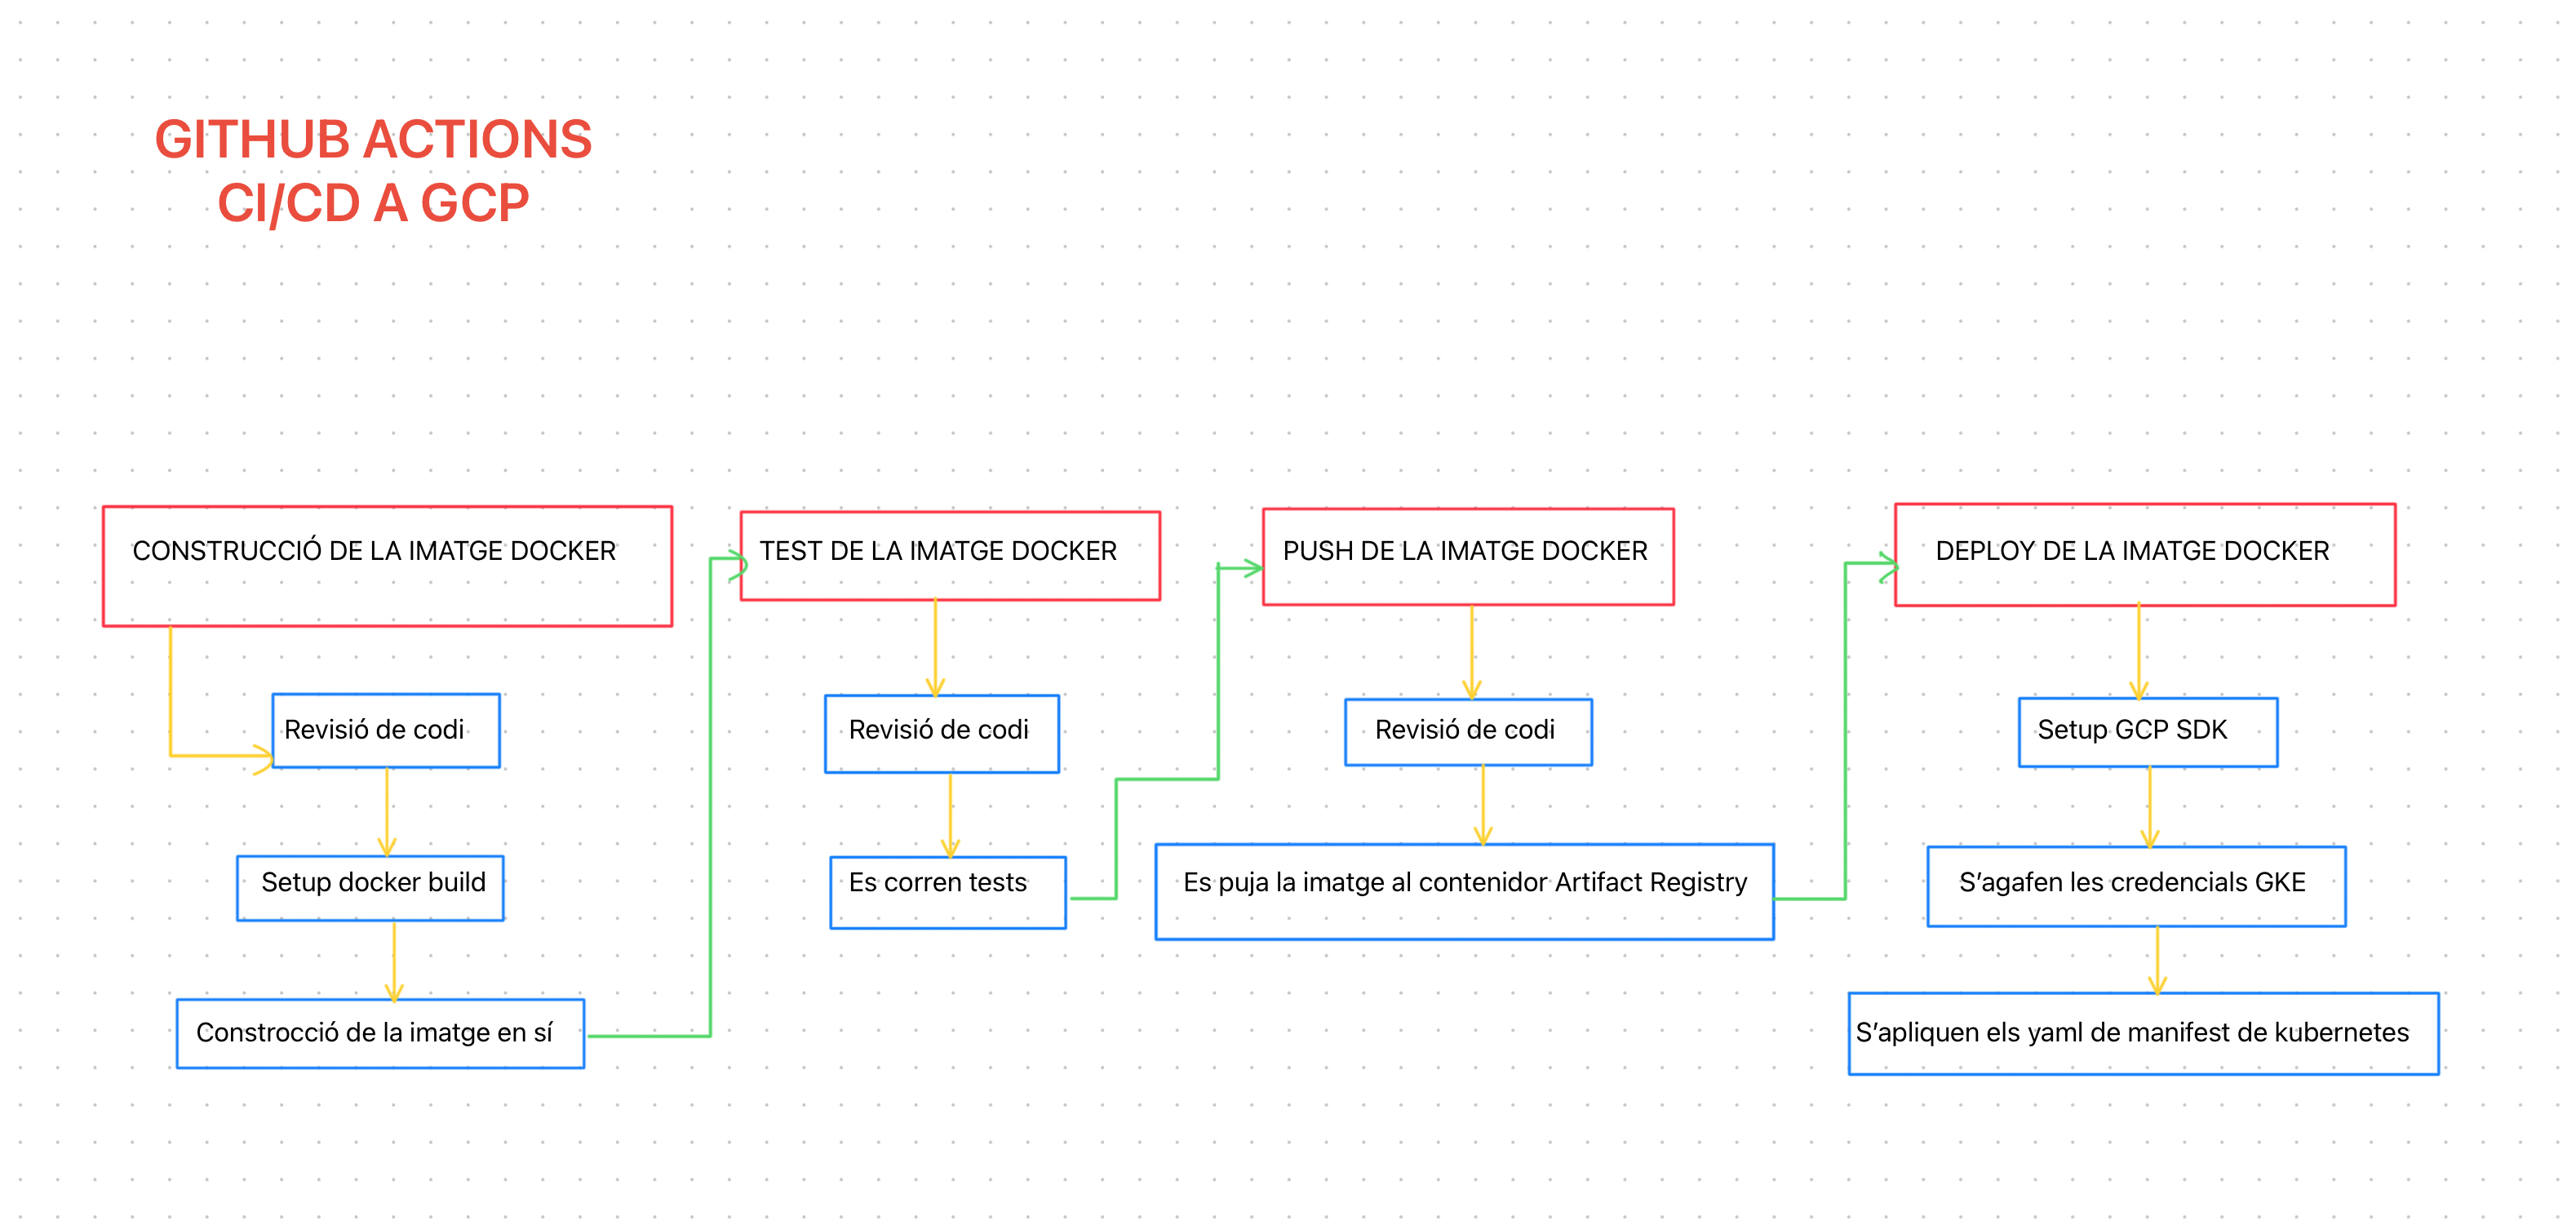 GITHUB ACTIONS
CI/CD A GCP
CONSTRUCCIÓ DE LA IMATGE DOCKER
Revisió de codi
Setup docker build
Constrocció de la imatge en sí
TEST DE LA IMATGE DOCKER
Revisió de codi
Es corren tests
PUSH DE LA IMATGE DOCKER
Revisió de codi
Es puja la imatge al contenidor Artifact Registry
DEPLOY DE LA IMATGE DOCKER
Setup GCP SDK
S’agafen les credencials GKE
S’apliquen els yaml de manifest de kubernetes